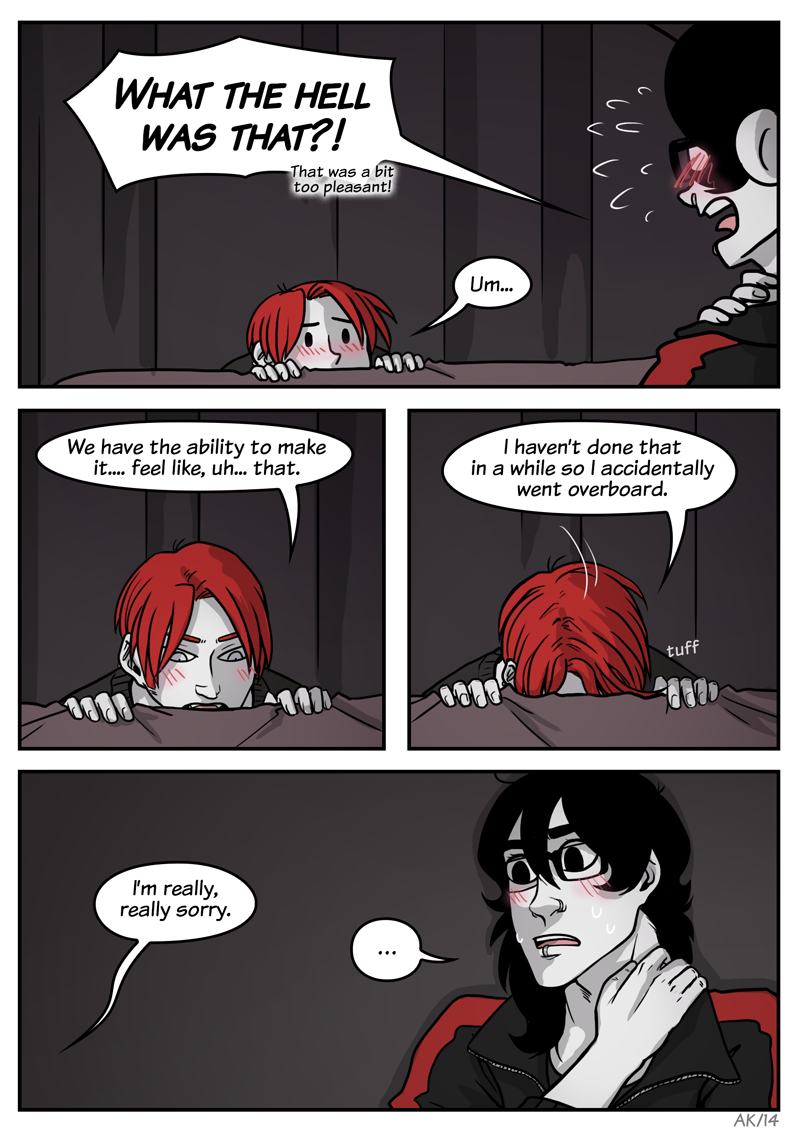 WHAT THE HELL
WAS THAT?!
That was a bit
too pleasant!
Um...
We have the ability to make
it.... feel like, uh... that.
I haven't done that
in a while so I accidentally
went overboard.
tuff
I'm really,
really sorry.
...
AK/14